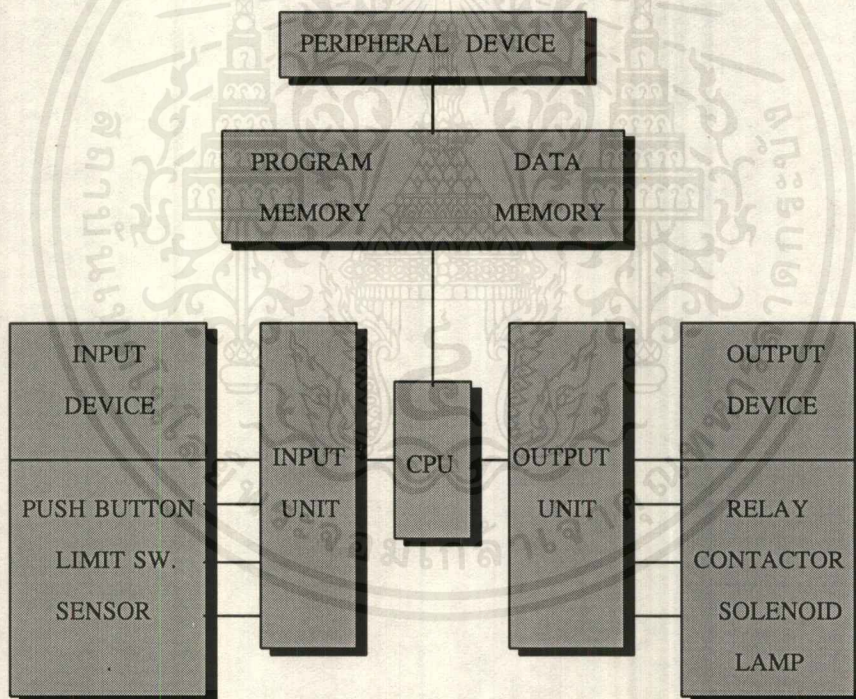 PERIPHERAL DEVICE
PROGRAM MEMORY
DATA MEMORY
INPUT
DEVICE
PUSH BUTTON
LIMIT SW.
SENSOR
.
INPUT
UNIT
CPU
OUTPUT
UNIT
OUTPUT
DEVICE
RELAY
CONTACTOR
SOLENOID
LAMP